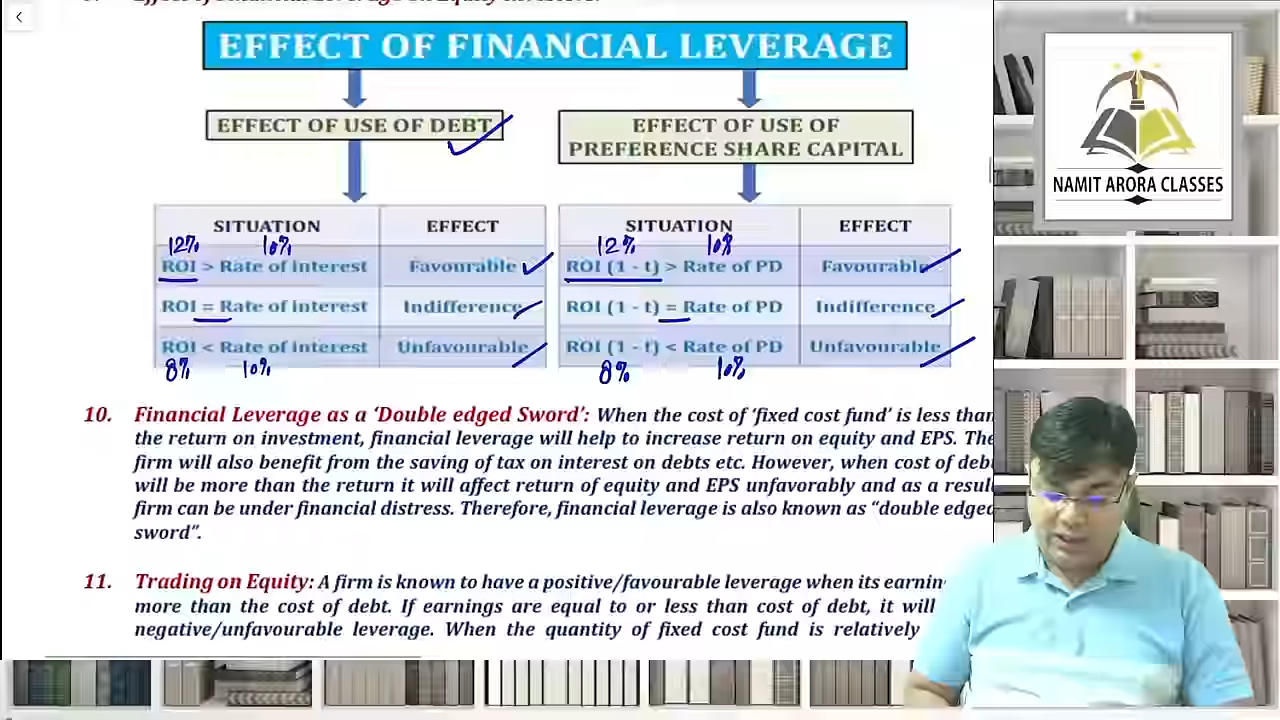 EFFECT OF FINANCIAL LEVERAGE
EFFECT OF USE OF DEBT
EFFECT OF USE OF
PREFERENCE SHARE CAPITAL
SITUATION EFFECT
12% 10%
ROI > Rate of interest Favourable
ROI = Rate of interest Indifference
ROI < Rate of interest Unfavourable
8% 10%
SITUATION EFFECT
12% 10%
ROI (1 - t) > Rate of PD Favourable
ROI (1 - t) = Rate of PD Indifference
ROI (1 - t) < Rate of PD Unfavourable
8% 10%
10. Financial Leverage as a ‘Double edged Sword’: When the cost of ‘fixed cost fund’ is less than
the return on investment, financial leverage will help to increase return on equity and EPS. The
firm will also benefit from the saving of tax on interest on debts etc. However, when cost of deb
will be more than the return it will affect return of equity and EPS unfavorably and as a resul
firm can be under financial distress. Therefore, financial leverage is also known as “double edged
sword”.
11. Trading on Equity: A firm is known to have a positive/favourable leverage when its earnin
more than the cost of debt. If earnings are equal to or less than cost of debt, it will
negative/unfavourable leverage. When the quantity of fixed cost fund is relatively
NAMIT ARORA CLASSES